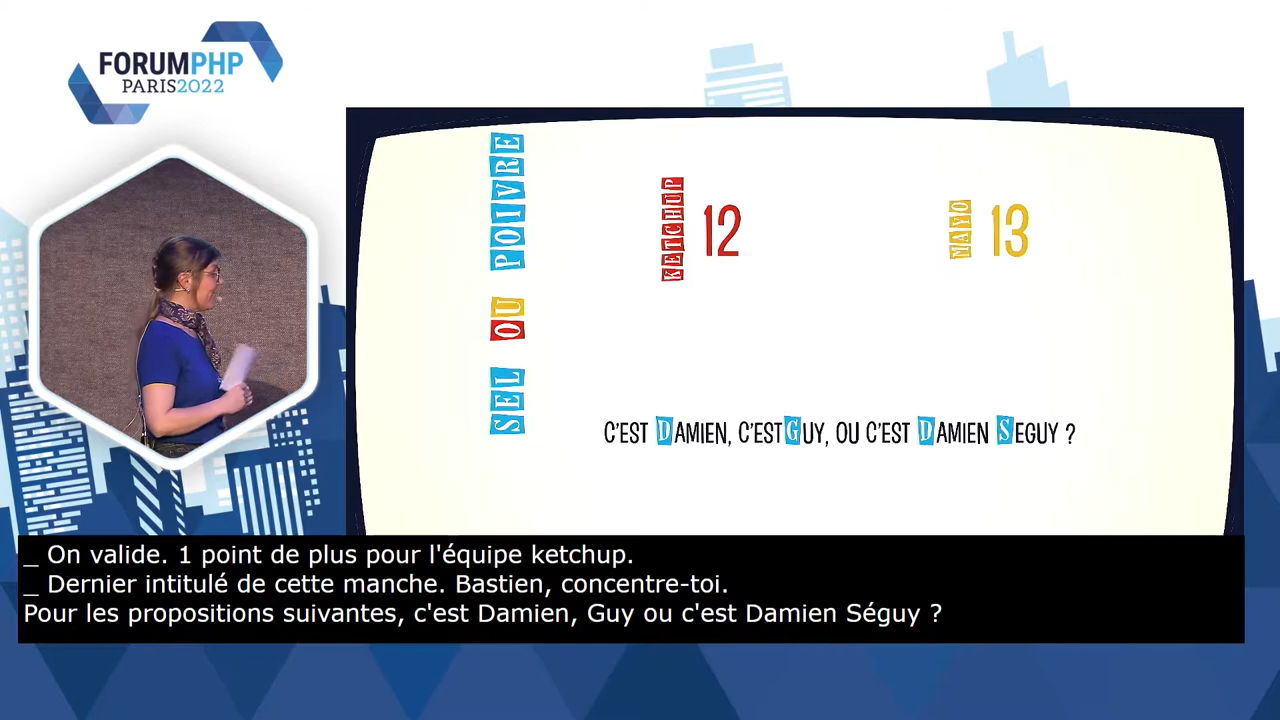 FORUMPHP
PARIS2022
SEL OU POIVRE
KETCHUP 12
MAYO 13
C'EST DAMIEN, C'EST GUY, OU C'EST DAMIEN SEGUY ?
_ On valide. 1 point de plus pour l'équipe ketchup.
_ Dernier intitulé de cette manche. Bastien, concentre-toi.
Pour les propositions suivantes, c'est Damien, Guy ou c'est Damien Séguy ?